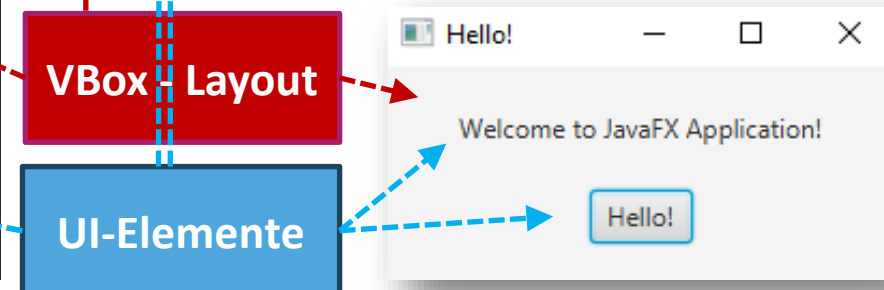 VBox - Layout
UI-Elemente
Hello!
Welcome to JavaFX Application!
Hello!